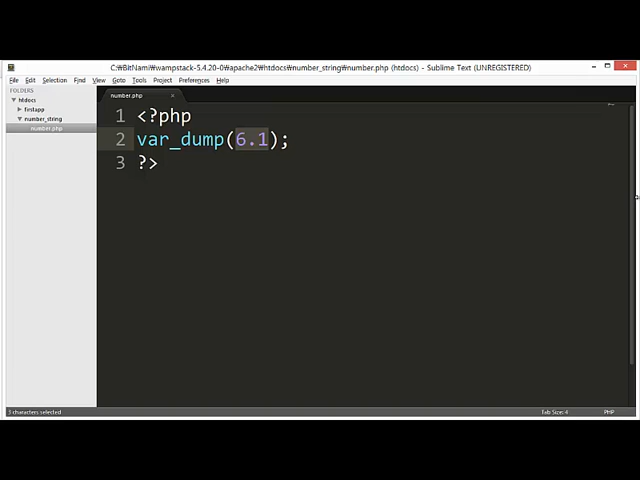 C:₩BitNami₩wampstack-5.4.20-0₩apache2₩htdocs₩number_string₩number.php (htdocs) - Sublime Text (UNREGISTERED)
File Edit Selection Find View Goto Tools Project Preferences Help
FOLDERS
htdocs
firstapp
number_string
number.php
number.php ×
1 <?php
2 var_dump(6.1);
3 ?>
3 characters selected
Tab Size: 4 PHP